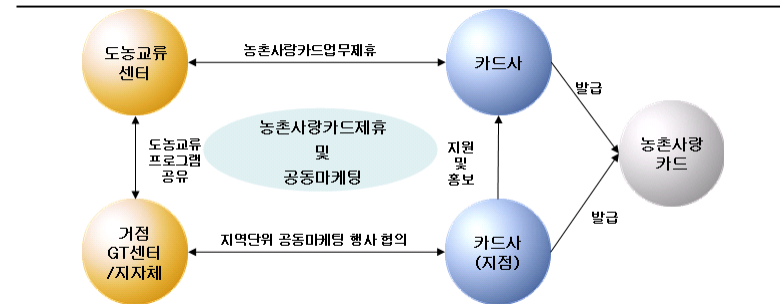 도농교류
센터
농촌사랑카드업무제휴
카드사
발급
농촌사랑
카드
도농교류
프로그램
공유
농촌사랑카드제휴
및
공동마케팅
지원
및
홍보
거점
GT센터
/지자체
지역단위 공동마케팅 행사 협의
카드사
(지점)
발급